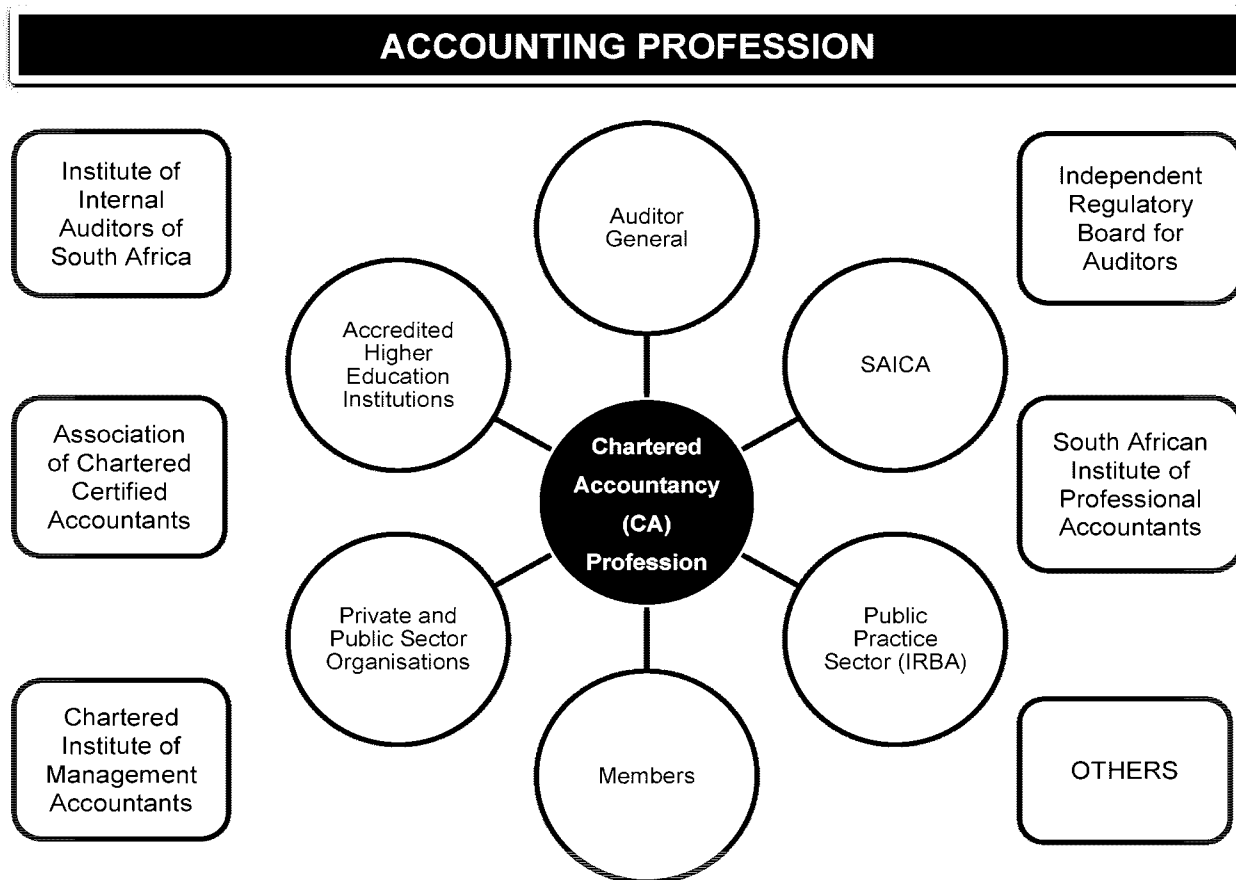 ACCOUNTING PROFESSION
Institute of
Internal
Auditors of
South Africa
Auditor
General
Independent
Regulatory
Board for
Auditors
Accredited
Higher
Education
Institutions
SAICA
Association
of Chartered
Certified
Accountants
Chartered
Accountancy
(CA)
Profession
South African
Institute of
Professional
Accountants
Private and
Public Sector
Organisations
Public
Practice
Sector (IRBA)
Chartered
Institute of
Management
Accountants
Members
OTHERS